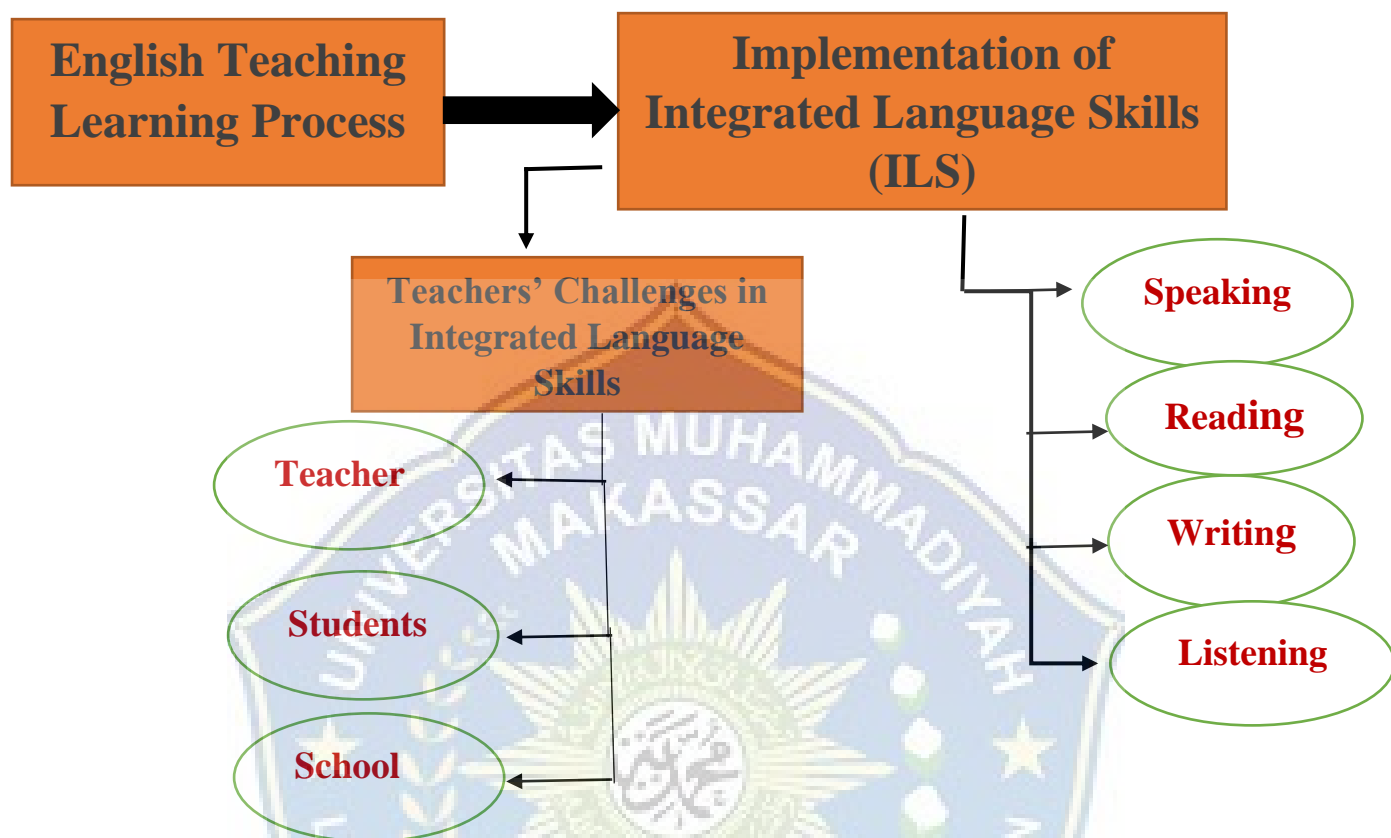 English Teaching
Learning Process
Implementation of
Integrated Language Skills
(ILS)
Teachers’ Challenges in
Integrated Language
Skills
Speaking
Reading
Writing
Listening
Teacher
Students
School
UNIVERSITAS MUHAMMADIYAH
MAKASSAR